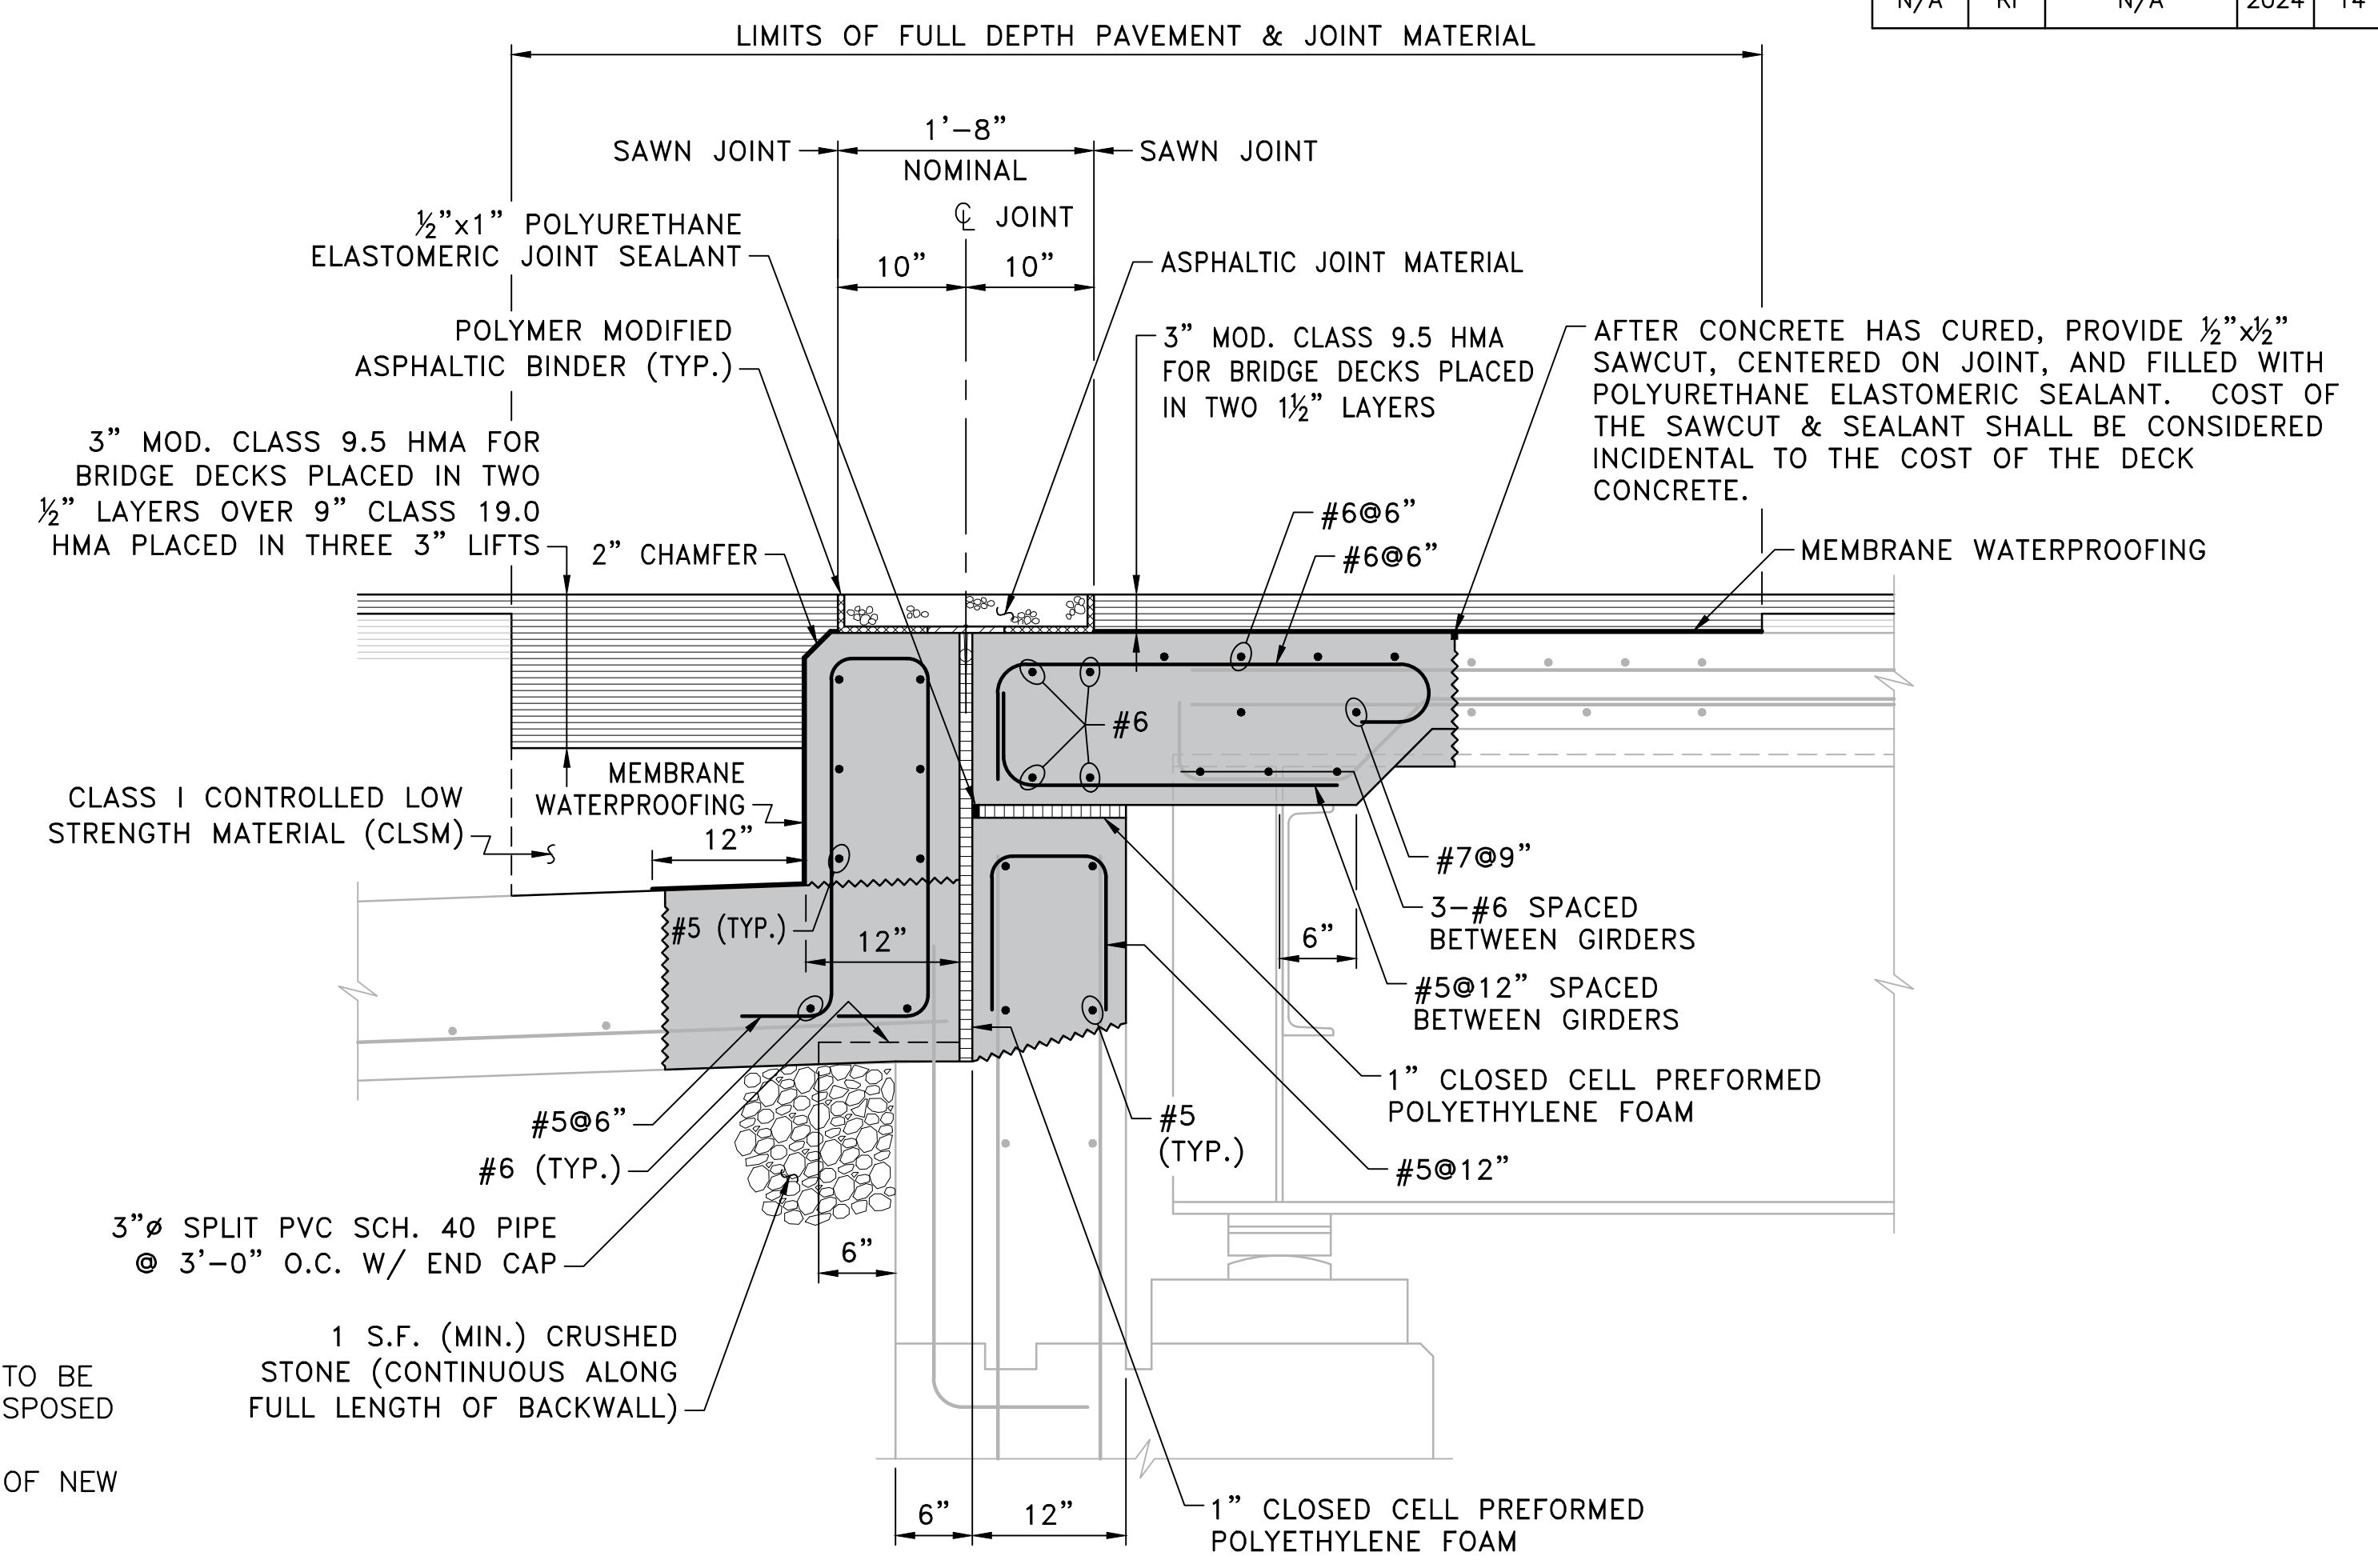 N/A RI N/A 2024 14
LIMITS OF FULL DEPTH PAVEMENT & JOINT MATERIAL
1'-8"
SAWN JOINT
SAWN JOINT
NOMINAL
℄ JOINT
½"x1" POLYURETHANE
ELASTOMERIC JOINT SEALANT
10"
10"
ASPHALTIC JOINT MATERIAL
POLYMER MODIFIED
ASPHALTIC BINDER (TYP.)
3" MOD. CLASS 9.5 HMA
FOR BRIDGE DECKS PLACED
IN TWO 1½" LAYERS
AFTER CONCRETE HAS CURED, PROVIDE ½"x½"
SAWCUT, CENTERED ON JOINT, AND FILLED WITH
POLYURETHANE ELASTOMERIC SEALANT. COST OF
THE SAWCUT & SEALANT SHALL BE CONSIDERED
INCIDENTAL TO THE COST OF THE DECK
CONCRETE.
3" MOD. CLASS 9.5 HMA FOR
BRIDGE DECKS PLACED IN TWO
½" LAYERS OVER 9" CLASS 19.0
HMA PLACED IN THREE 3" LIFTS
2" CHAMFER
#6@6"
#6@6"
MEMBRANE WATERPROOFING
#6
MEMBRANE
WATERPROOFING
CLASS I CONTROLLED LOW
STRENGTH MATERIAL (CLSM)
12"
#7@9"
#5 (TYP.)
12"
3-#6 SPACED
BETWEEN GIRDERS
6"
#5@12" SPACED
BETWEEN GIRDERS
1" CLOSED CELL PREFORMED
POLYETHYLENE FOAM
#5@6"
#5
(TYP.)
#6 (TYP.)
#5@12"
3"ø SPLIT PVC SCH. 40 PIPE
@ 3'-0" O.C. W/ END CAP
6"
1 S.F. (MIN.) CRUSHED
STONE (CONTINUOUS ALONG
FULL LENGTH OF BACKWALL)
TO BE
SPOSED
OF NEW
6"
12"
1" CLOSED CELL PREFORMED
POLYETHYLENE FOAM